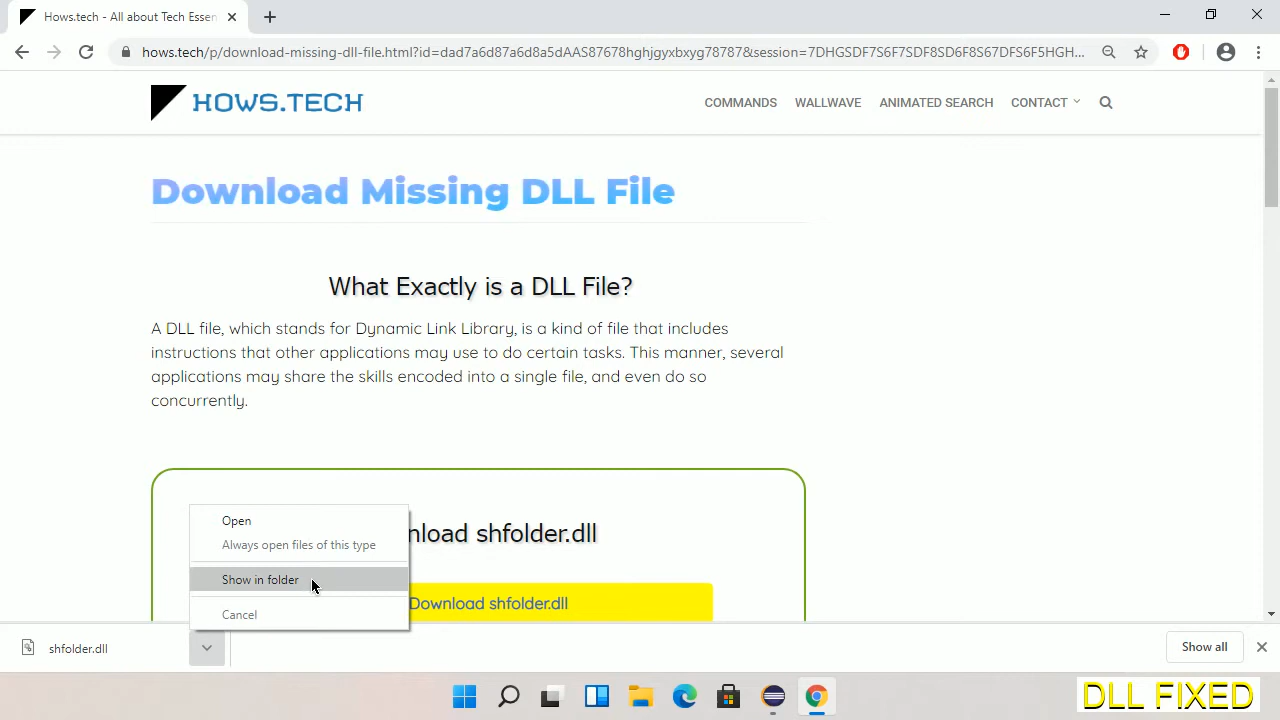 Hows.tech - All about Tech Essen
hows.tech/p/download-missing-dll-file.html?id=dad7a6d87a6d8a5dAAS87678hghjgyxbxyg78787&session=7DHGSDF7S6F7SDF8SD6F8S67DFS6F5HGH...
HOWS.TECH
COMMANDS WALLWAVE ANIMATED SEARCH CONTACT
Download Missing DLL File
What Exactly is a DLL File?
A DLL file, which stands for Dynamic Link Library, is a kind of file that includes
instructions that other applications may use to do certain tasks. This manner, several
applications may share the skills encoded into a single file, and even do so
concurrently.
nload shfolder.dll
Download shfolder.dll
Open
Always open files of this type
Show in folder
Cancel
shfolder.dll
Show all
DLL FIXED